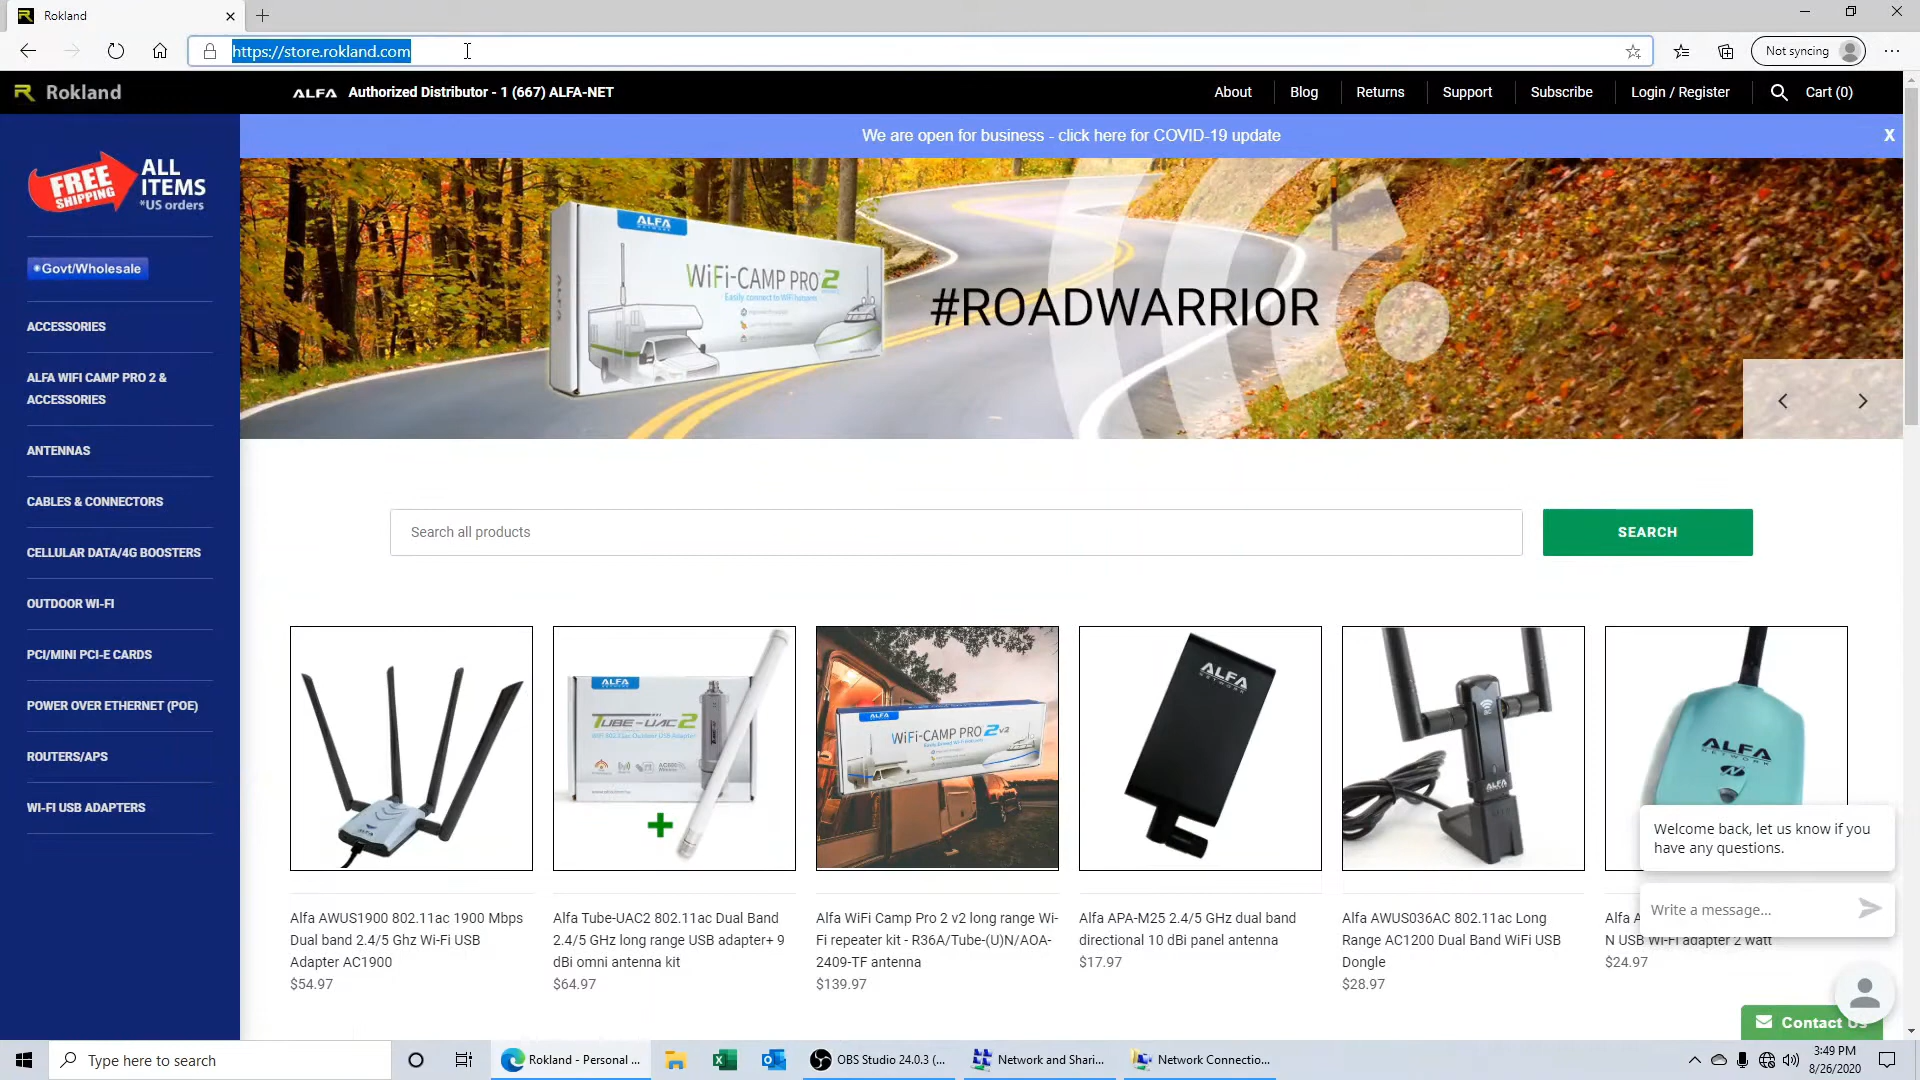 Rokland
https://store.rokland.com
Not syncing
Rokland
ALFA Authorized Distributor - 1 (667) ALFA-NET
About
Blog
Returns
Support
Subscribe
Login / Register
Cart (0)
FREE SHIPPING
ALL ITEMS
*US orders
Govt/Wholesale
ACCESSORIES
ALFA WIFI CAMP PRO 2 &
ACCESSORIES
ANTENNAS
CABLES & CONNECTORS
CELLULAR DATA/4G BOOSTERS
OUTDOOR WI-FI
PCI/MINI PCI-E CARDS
POWER OVER ETHERNET (POE)
ROUTERS/APS
WI-FI USB ADAPTERS
We are open for business - click here for COVID-19 update
X
ALFA
NETWORK
WiFi-CAMP PRO 2
Easily connect to WiFi hotspots
#ROADWARRIOR
Search all products
SEARCH
ALFA
Alfa AWUS1900 802.11ac 1900 Mbps
Dual band 2.4/5 Ghz Wi-Fi USB
Adapter AC1900
$54.97
ALFA
NETWORK
TUBE-UAC 2
WiFi 802.11ac Outdoor USB Adapter
Alfa Tube-UAC2 802.11ac Dual Band
2.4/5 GHz long range USB adapter+ 9
dBi omni antenna kit
$64.97
ALFA
WiFi-CAMP PRO 2 v2
Alfa WiFi Camp Pro 2 v2 long range Wi-
Fi repeater kit - R36A/Tube-(U)N/AOA-
2409-TF antenna
$139.97
ALFA
NETWORK
Alfa APA-M25 2.4/5 GHz dual band
directional 10 dBi panel antenna
$17.97
ac
ALFA
Alfa AWUS036AC 802.11ac Long
Range AC1200 Dual Band WiFi USB
Dongle
$28.97
ALFA
NETWORK
Alfa
N USB Wi-Fi adapter 2 watt
$24.97
Welcome back, let us know if you
have any questions.
Write a message...
Contact Us
Type here to search
Rokland - Personal ...
OBS Studio 24.0.3 (...
Network and Shari...
Network Connectio...
3:49 PM
8/26/2020